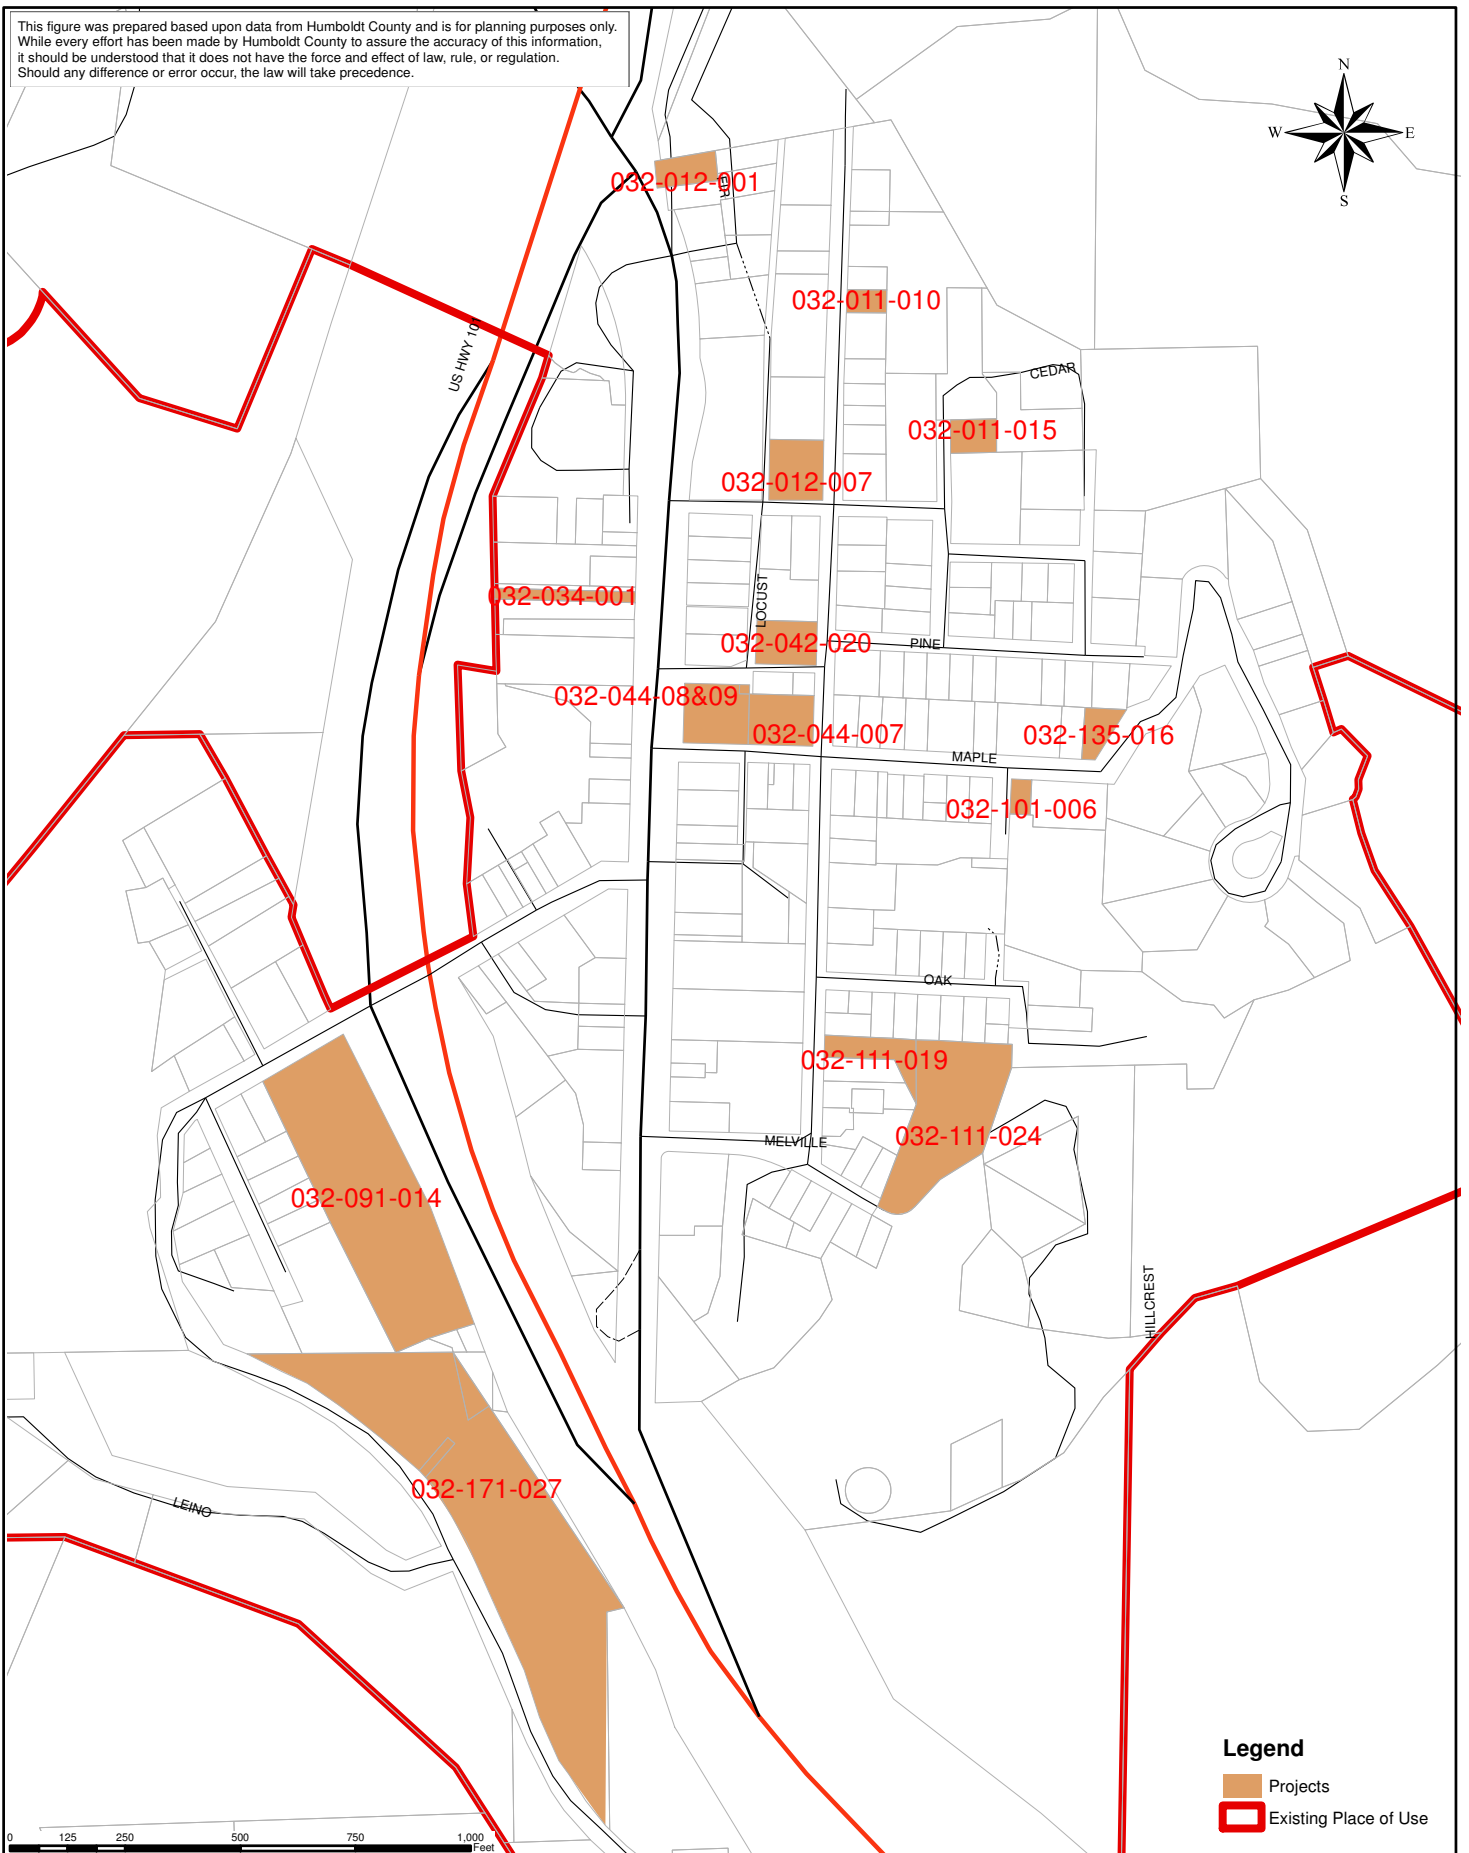 This figure was prepared based upon data from Humboldt County and is for planning purposes only.
While every effort has been made by Humboldt County to assure the accuracy of this information,
it should be understood that it does not have the force and effect of law, rule, or regulation.
Should any difference or error occur, the law will take precedence.
N
W
E
S
032-012-001
FIR
032-011-010
US HWY 101
CEDAR
032-011-015
032-012-007
LOCUST
032-034-001
032-042-020
PINE
032-044-08&09
032-044-007
032-135-016
MAPLE
032-101-006
OAK
032-111-019
032-111-024
MELVILLE
032-091-014
HILLCREST
032-171-027
LEINO
Legend
Projects
Existing Place of Use
0 125 250 500 750 1,000
Feet